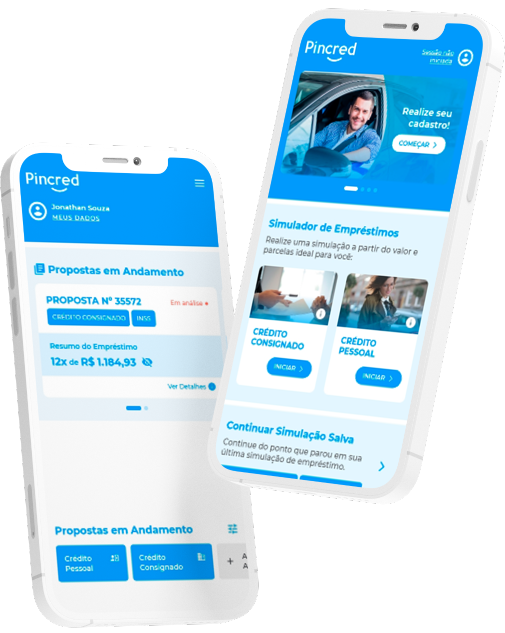 Pincred
Jonathan Souza
MEUS DADOS
Propostas em Andamento
PROPOSTA Nº 35572
Em análise
CRÉDITO CONSIGNADO
INSS
Resumo do Empréstimo
12x de R$ 1.184,93
Ver Detalhes
Propostas em Andamento
Crédito
Pessoal
Credito
Consignado
+
A
A
Pincred
Sessão não
iniciada
Realize seu
cadastro!
COMEÇAR
Simulador de Empréstimos
Realize uma simulação a partir do valor e
parcelas ideal para você:
CRÉDITO
CONSIGNADO
INICIAR
CRÉDITO
PESSOAL
INICIAR
Continuar Simulação Salva
Continue do ponto que parou em sua
última simulação de empréstimo.